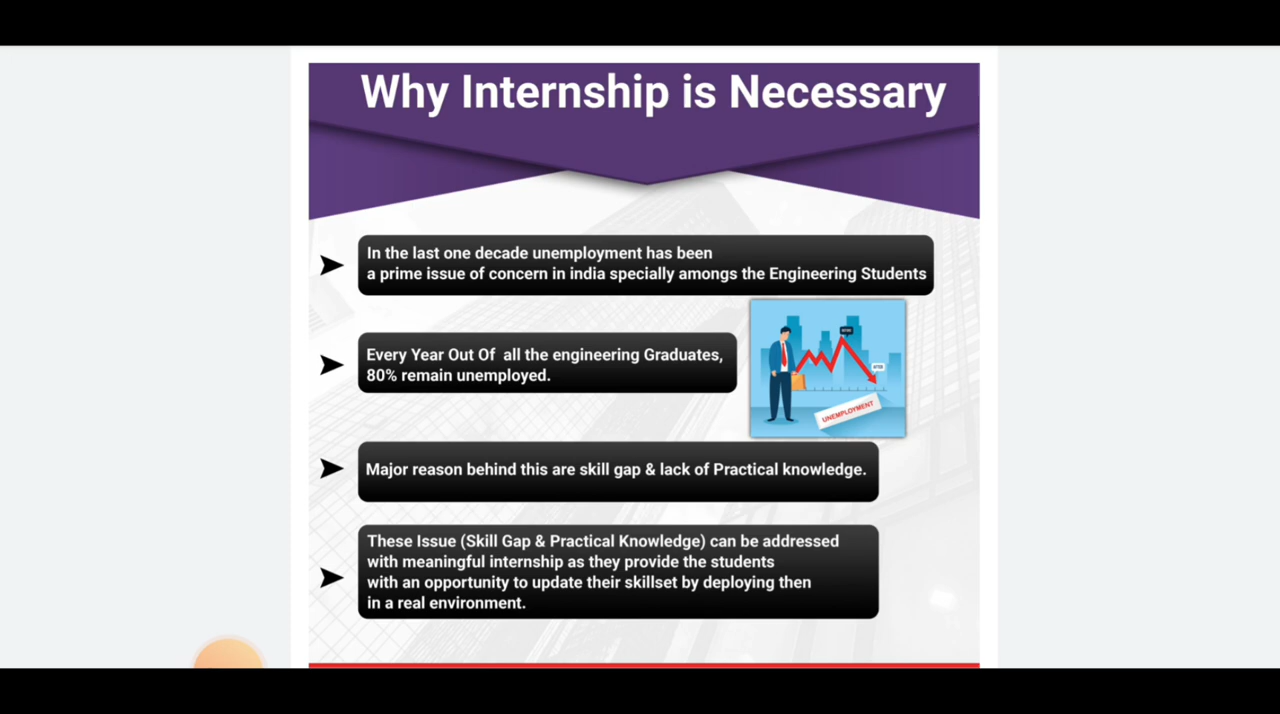 Why Internship is Necessary
In the last one decade unemployment has been
a prime issue of concern in india specially amongs the Engineering Students
Every Year Out Of all the engineering Graduates,
80% remain unemployed.
UNEMPLOYMENT
Major reason behind this are skill gap & lack of Practical knowledge.
These Issue (Skill Gap & Practical Knowledge) can be addressed
with meaningful internship as they provide the students
with an opportunity to update their skillset by deploying then
in a real environment.